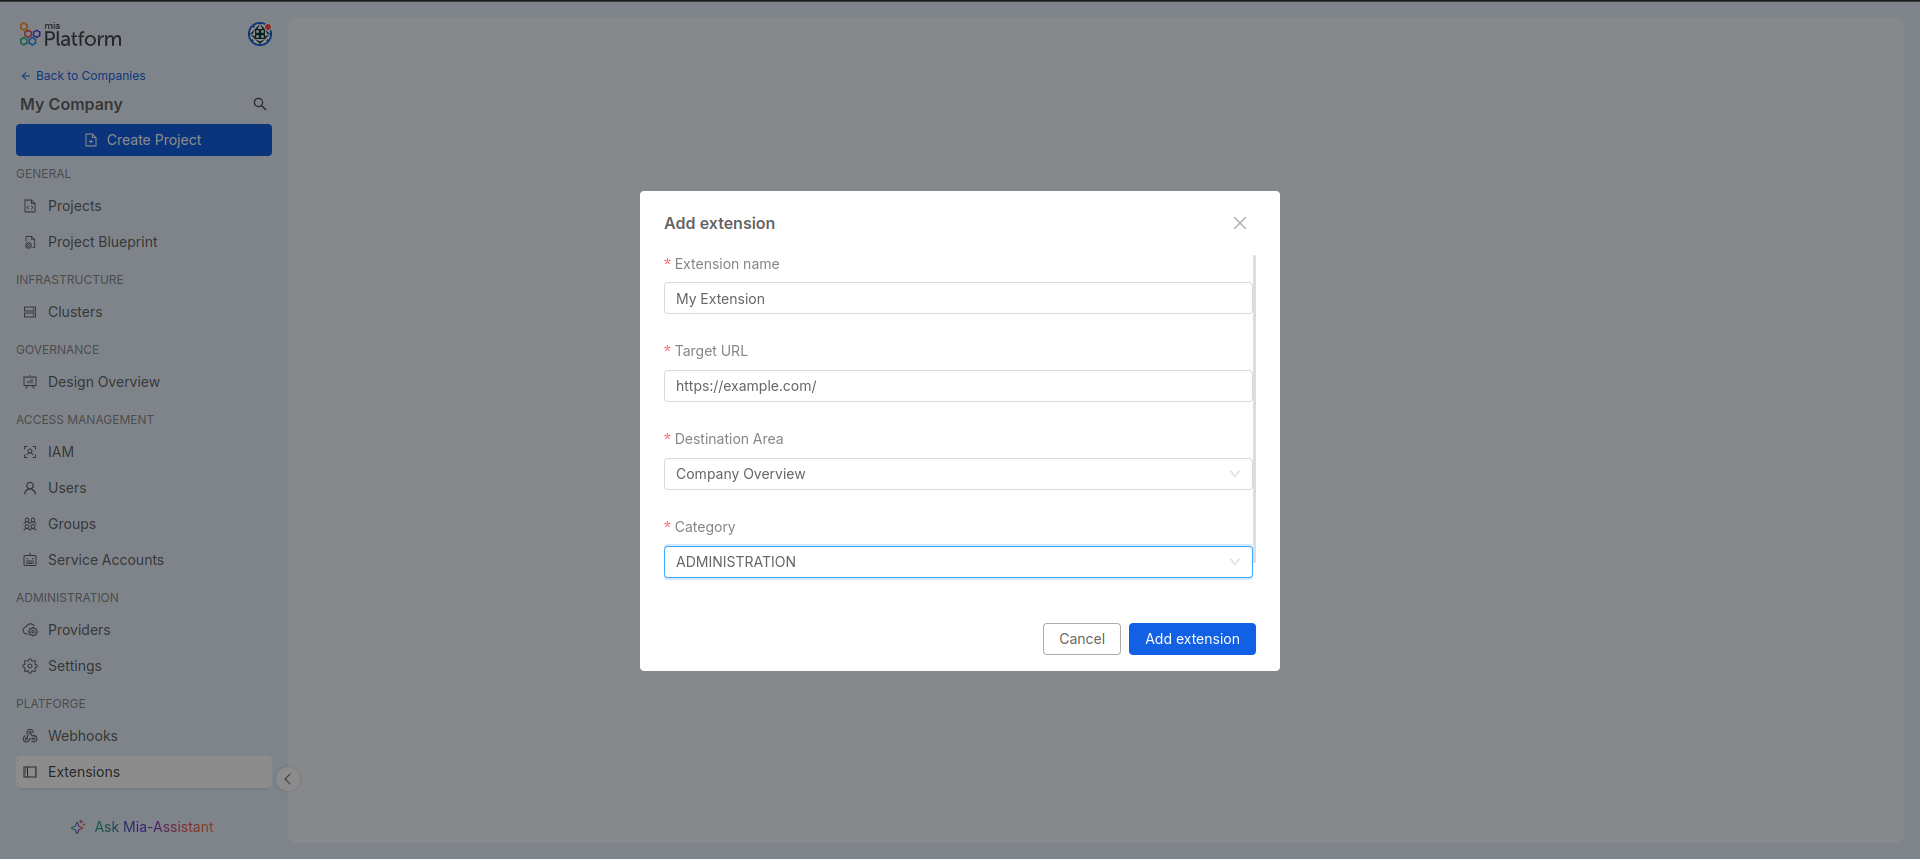 mia
Platform
Back to Companies
My Company
Create Project
GENERAL
Projects
Project Blueprint
INFRASTRUCTURE
Clusters
GOVERNANCE
Design Overview
ACCESS MANAGEMENT
IAM
Users
Groups
Service Accounts
ADMINISTRATION
Providers
Settings
PLATFORGE
Webhooks
Extensions
Ask Mia-Assistant
Add extension
* Extension name
My Extension
* Target URL
https://example.com/
* Destination Area
Company Overview
* Category
ADMINISTRATION
Cancel
Add extension